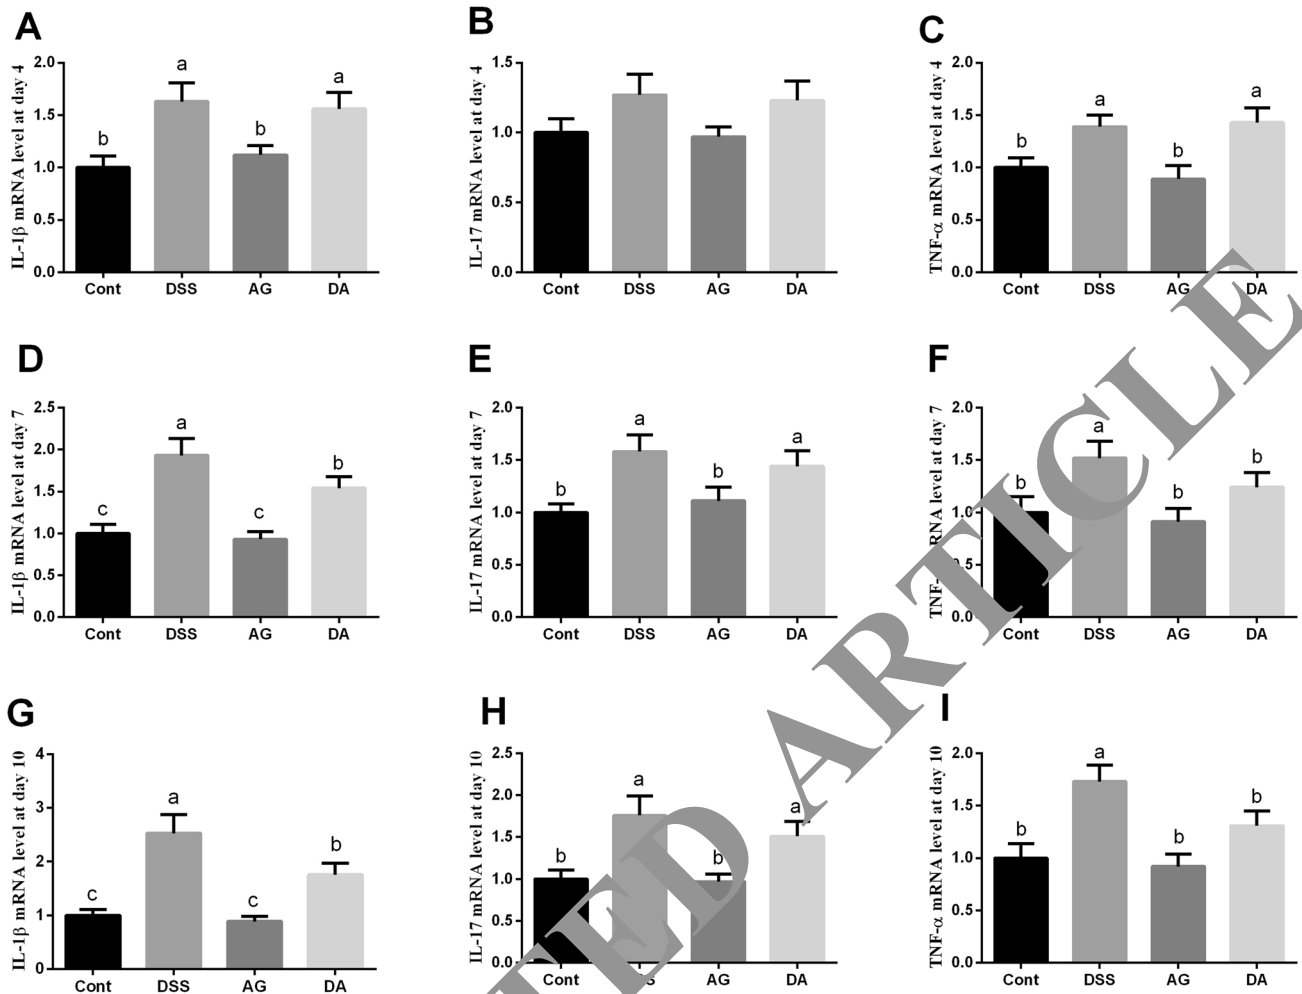 A
IL-1β mRNA level at day 4
2.0
1.5
1.0
0.5
0.0
b
a
b
a
Cont DSS AG DA
B
IL-17 mRNA level at day 4
1.5
1.0
0.5
0.0
Cont DSS AG DA
C
TNF-α mRNA level at day 4
2.0
1.5
1.0
0.5
0.0
b
a
b
a
Cont DSS AG DA
D
IL-1β mRNA level at day 7
2.5
2.0
1.5
1.0
0.5
0.0
c
a
c
b
Cont DSS AG DA
E
IL-17 mRNA level at day 7
2.0
1.5
1.0
0.5
0.0
b
a
b
a
Cont DSS AG DA
F
RNA level at day 7
2.0
1.5
1.0
0.0
b
a
b
b
Cont DSS AG DA
G
IL-1β mRNA level at day 10
4
3
2
1
0
c
a
c
b
Cont DSS AG DA
H
IL-17 mRNA level at day 10
2.5
2.0
1.5
1.0
0.5
0.0
b
a
b
a
Cont AG DA
I
TNF-α mRNA level at day 10
2.0
1.5
1.0
0.5
0.0
b
a
b
b
Cont DSS AG DA
TED ARTICLE